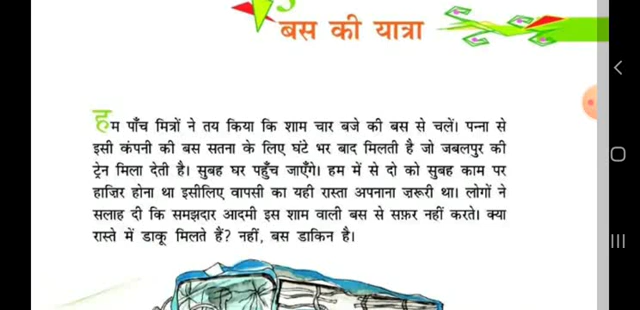 बस की यात्रा
हम पाँच मित्रों ने तय किया कि शाम चार बजे की बस से चलें। पन्ना से
इसी कंपनी की बस सतना के लिए घंटे भर बाद मिलती है जो जबलपुर की
ट्रेन मिला देती है। सुबह घर पहुँच जाएँगे। हम में से दो को सुबह काम पर
हाज़िर होना था इसीलिए वापसी का यही रास्ता अपनाना ज़रूरी था। लोगों ने
सलाह दी कि समझदार आदमी इस शाम वाली बस से सफ़र नहीं करते। क्या
रास्ते में डाकू मिलते हैं? नहीं, बस डाकिन है।